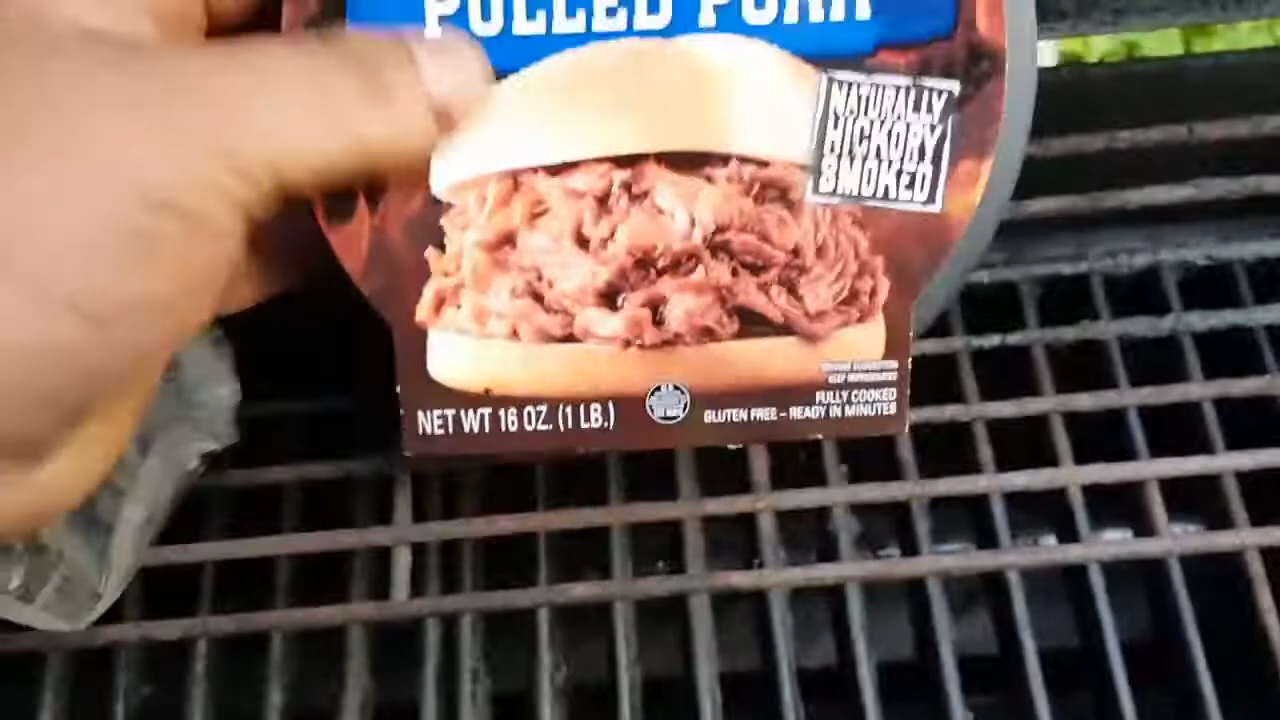 PULLED PORK
NATURALLY
HICKORY
SMOKED
FULLY COOKED
NET WT 16 OZ. (1 LB.)
GLUTEN FREE – READY IN MINUTES